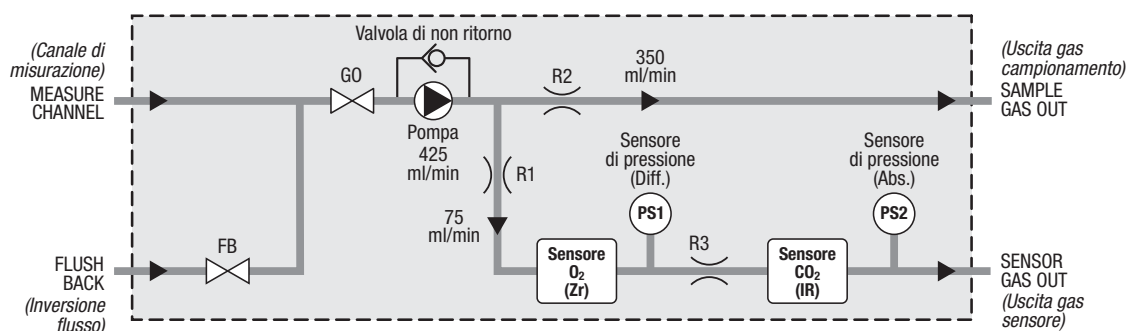 (Canale di
misurazione)
MEASURE
CHANNEL
GO
Valvola di non ritorno
Pompa
425
ml/min
R2
350
ml/min
(Uscita gas
campionamento)
SAMPLE
GAS OUT
R1
75
ml/min
Sensore
di pressione
(Diff.)
PS1
Sensore
di pressione
(Abs.)
PS2
FLUSH
BACK
(Inversione
flusso)
FB
Sensore
O₂
(Zr)
R3
Sensore
CO₂
(IR)
SENSOR
GAS OUT
(Uscita gas
sensore)